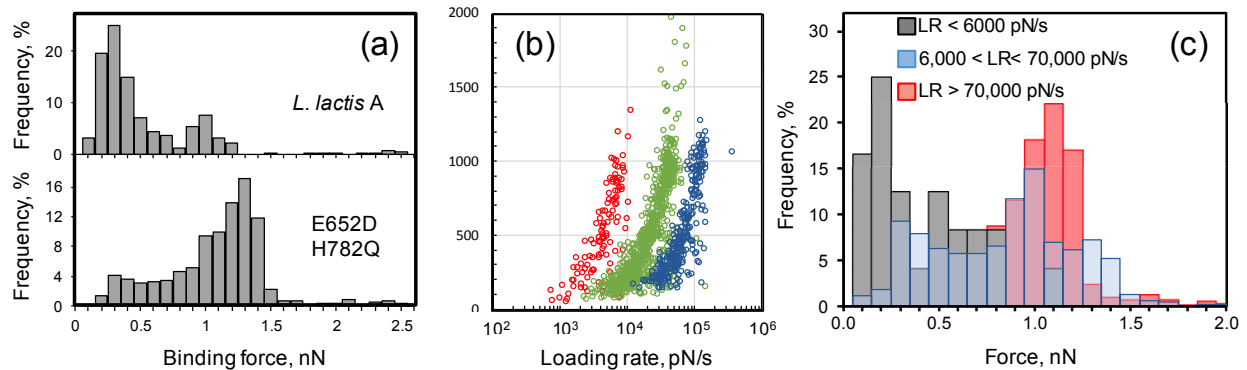 (a)
Frequency, %
20
10
0
L. lactis A
Frequency, %
16
12
8
4
0
E652D
H782Q
0 0.5 1 1.5 2 2.5
Binding force, nN
(b)
2000
1500
1000
500
0
10² 10³ 10⁴ 10⁵ 10⁶
Loading rate, pN/s
(c)
LR < 6000 pN/s
6,000 < LR< 70,000 pN/s
LR > 70,000 pN/s
Frequency, %
30
25
20
15
10
5
0
0.0 0.5 1.0 1.5 2.0
Force, nN